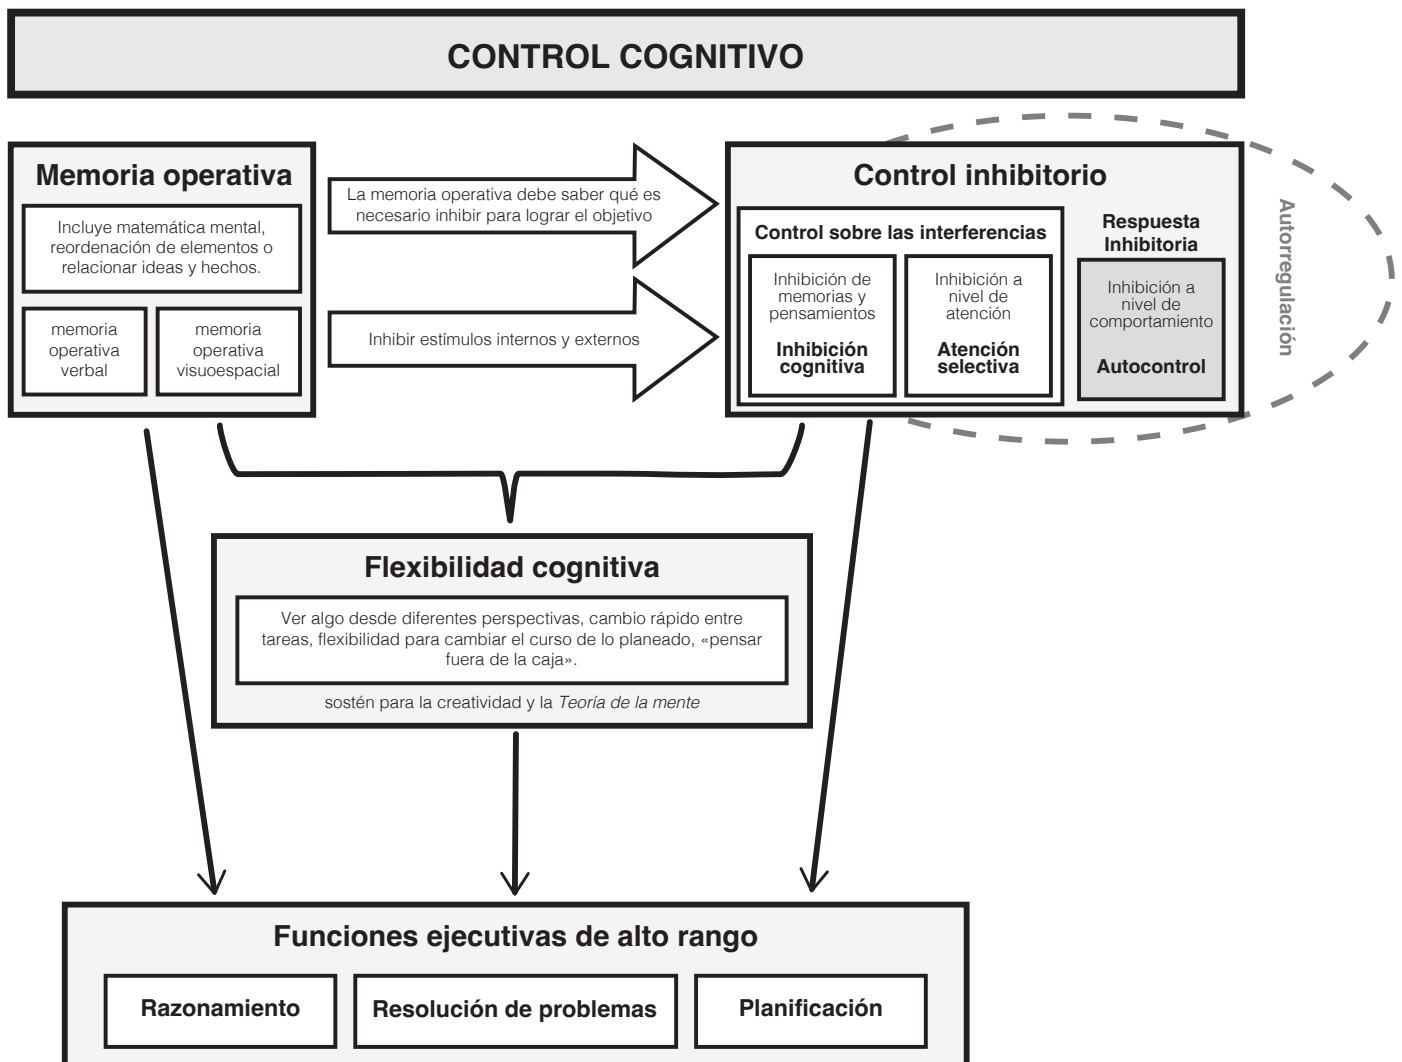 CONTROL COGNITIVO
Memoria operativa
Incluye matemática mental,
reordenación de elementos o
relacionar ideas y hechos.
memoria
operativa
verbal
memoria
operativa
visuoespacial
La memoria operativa debe saber qué es
necesario inhibir para lograr el objetivo
Inhibir estímulos internos y externos
Control inhibitorio
Control sobre las interferencias
Inhibición de
memorias y
pensamientos
Inhibición
cognitiva
Inhibición a
nivel de
atención
Atención
selectiva
Respuesta
Inhibitoria
Inhibición a
nivel de
comportamiento
Autocontrol
Autorregulación
Flexibilidad cognitiva
Ver algo desde diferentes perspectivas, cambio rápido entre
tareas, flexibilidad para cambiar el curso de lo planeado, «pensar
fuera de la caja».
sostén para la creatividad y la Teoría de la mente
Funciones ejecutivas de alto rango
Razonamiento
Resolución de problemas
Planificación